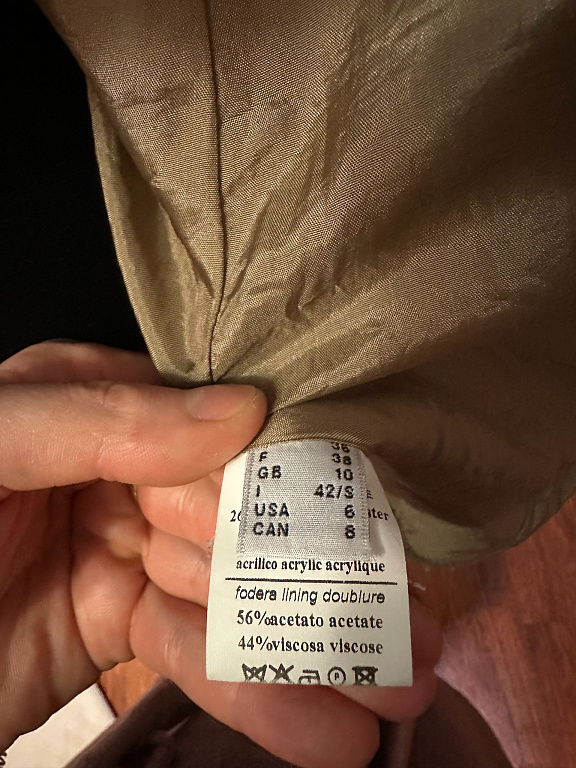 36
F 38
GB 10
I 42/S
USA 6
CAN 8
acrilico acrylic acrylique
fodera lining doublure
56%acetato acetate
44%viscosa viscose
P